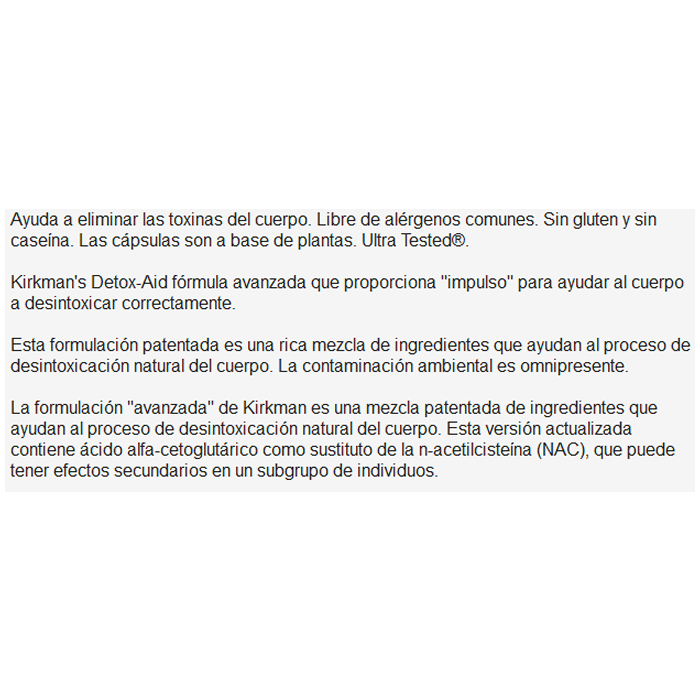 Ayuda a eliminar las toxinas del cuerpo. Libre de alérgenos comunes. Sin gluten y sin
caseína. Las cápsulas son a base de plantas. Ultra Tested®.
Kirkman's Detox-Aid fórmula avanzada que proporciona "impulso" para ayudar al cuerpo
a desintoxicar correctamente.
Esta formulación patentada es una rica mezcla de ingredientes que ayudan al proceso de
desintoxicación natural del cuerpo. La contaminación ambiental es omnipresente.
La formulación "avanzada" de Kirkman es una mezcla patentada de ingredientes que
ayudan al proceso de desintoxicación natural del cuerpo. Esta versión actualizada
contiene ácido alfa-cetoglutárico como sustituto de la n-acetilcisteína (NAC), que puede
tener efectos secundarios en un subgrupo de individuos.